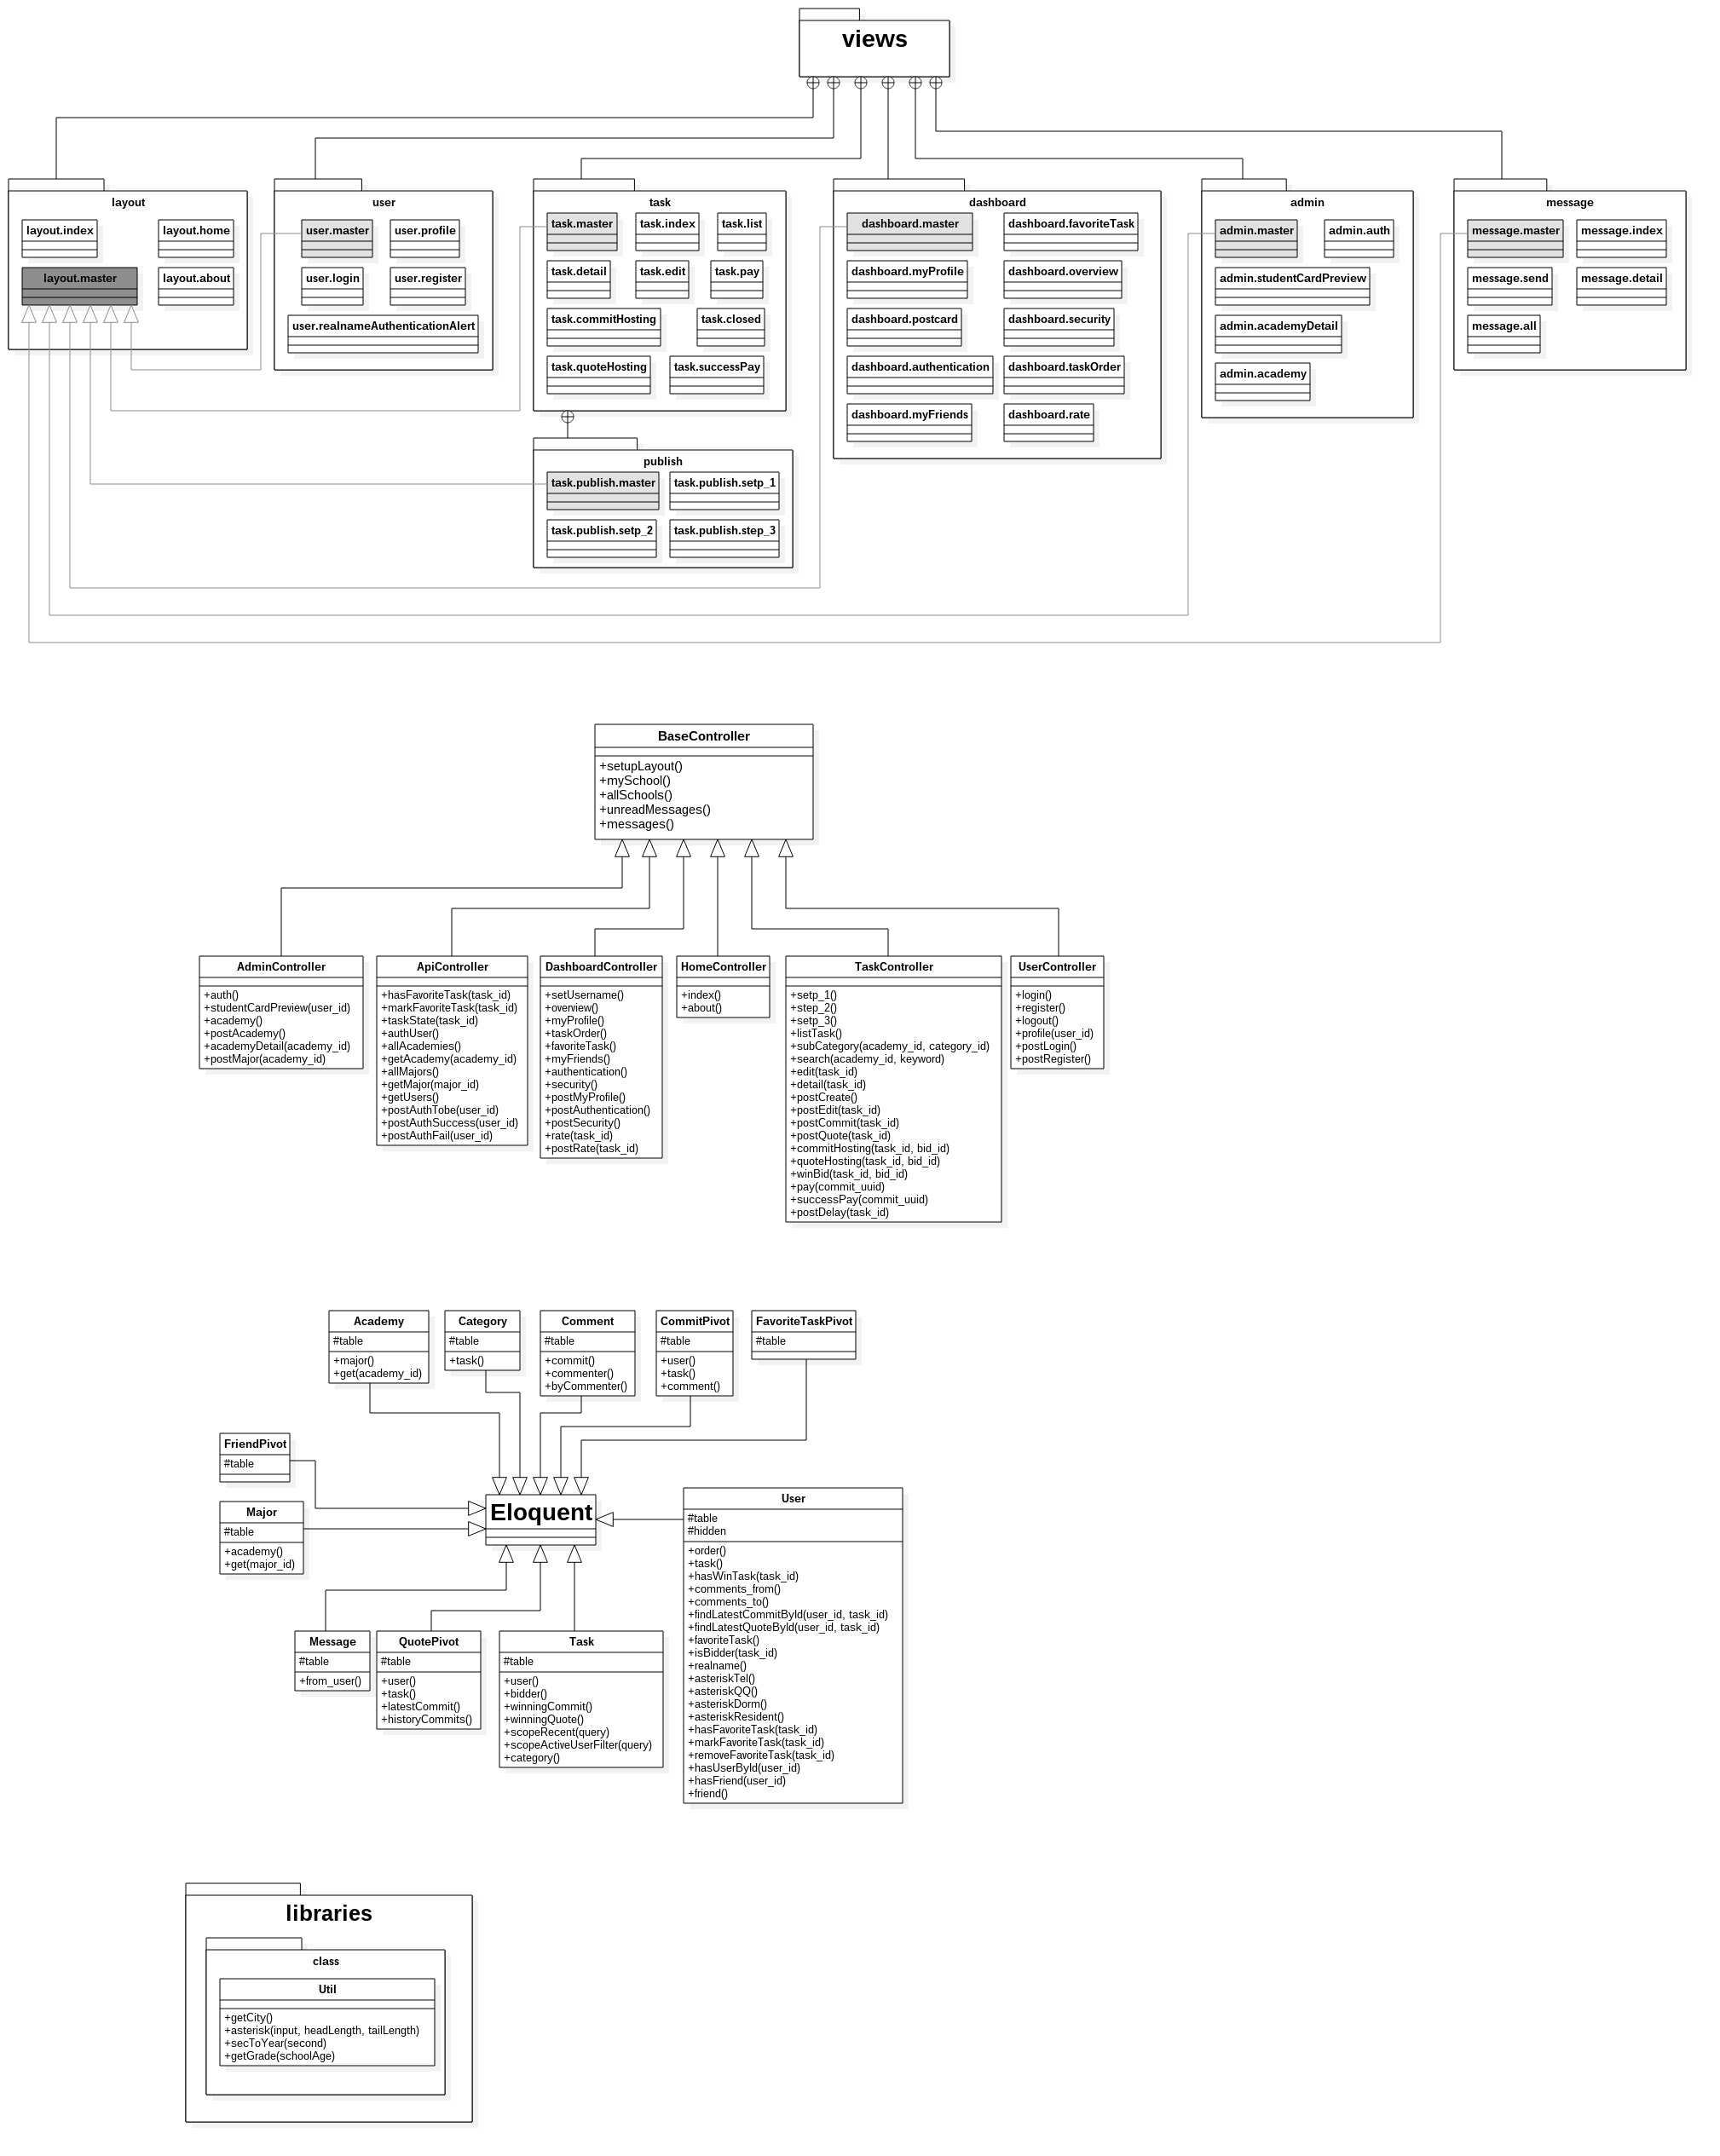 views
layout
layout.index
layout.home
layout.master
layout.about
user
user.master
user.profile
user.login
user.register
user.realnameAuthenticationAlert
task
task.master
task.index
task.list
task.detail
task.edit
task.pay
task.commitHosting
task.closed
task.quoteHosting
task.successPay
publish
task.publish.master
task.publish.setp_1
task.publish.setp_2
task.publish.step_3
dashboard
dashboard.master
dashboard.favoriteTask
dashboard.myProfile
dashboard.overview
dashboard.postcard
dashboard.security
dashboard.authentication
dashboard.taskOrder
dashboard.myFriends
dashboard.rate
admin
admin.master
admin.auth
admin.studentCardPreview
admin.academyDetail
admin.academy
message
message.master
message.index
message.send
message.detail
message.all
BaseController
+setupLayout()
+mySchool()
+allSchools()
+unreadMessages()
+messages()
AdminController
+auth()
+studentCardPreview(user_id)
+academy()
+postAcademy()
+academyDetail(academy_id)
+postMajor(academy_id)
ApiController
+hasFavoriteTask(task_id)
+markFavoriteTask(task_id)
+taskState(task_id)
+authUser()
+allAcademies()
+getAcademy(academy_id)
+allMajors()
+getMajor(major_id)
+getUsers()
+postAuthTobe(user_id)
+postAuthSuccess(user_id)
+postAuthFail(user_id)
DashboardController
+setUsername()
+overview()
+myProfile()
+taskOrder()
+favoriteTask()
+myFriends()
+authentication()
+security()
+postMyProfile()
+postAuthentication()
+postSecurity()
+rate(task_id)
+postRate(task_id)
HomeController
+index()
+about()
TaskController
+setp_1()
+step_2()
+setp_3()
+listTask()
+subCategory(academy_id, category_id)
+search(academy_id, keyword)
+edit(task_id)
+detail(task_id)
+postCreate()
+postEdit(task_id)
+postCommit(task_id)
+postQuote(task_id)
+commitHosting(task_id, bid_id)
+quoteHosting(task_id, bid_id)
+winBid(task_id, bid_id)
+pay(commit_uuid)
+successPay(commit_uuid)
+postDelay(task_id)
UserController
+login()
+register()
+logout()
+profile(user_id)
+postLogin()
+postRegister()
Academy
#table
+major()
+get(academy_id)
Category
#table
+task()
Comment
#table
+commit()
+commenter()
+byCommenter()
CommitPivot
#table
+user()
+task()
+comment()
FavoriteTaskPivot
#table
FriendPivot
#table
Major
#table
+academy()
+get(major_id)
Eloquent
User
#table
#hidden
+order()
+task()
+hasWinTask(task_id)
+comments_from()
+comments_to()
+findLatestCommitById(user_id, task_id)
+findLatestQuoteById(user_id, task_id)
+favoriteTask()
+isBidder(task_id)
+realname()
+asteriskTel()
+asteriskQQ()
+asteriskDorm()
+asteriskResident()
+hasFavoriteTask(task_id)
+markFavoriteTask(task_id)
+removeFavoriteTask(task_id)
+hasUserById(user_id)
+hasFriend(user_id)
+friend()
Message
#table
+from_user()
QuotePivot
#table
+user()
+task()
+latestCommit()
+historyCommits()
Task
#table
+user()
+bidder()
+winningCommit()
+winningQuote()
+scopeRecent(query)
+scopeActiveUserFilter(query)
+category()
libraries
class
Util
+getCity()
+asterisk(input, headLength, tailLength)
+secToYear(second)
+getGrade(schoolAge)